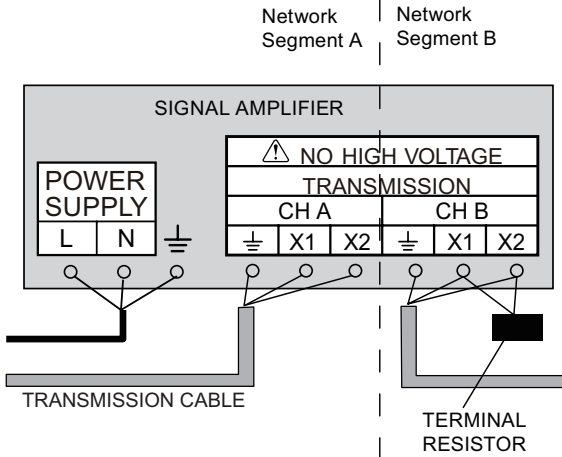 Network
Segment A
Network
Segment B
SIGNAL AMPLIFIER
NO HIGH VOLTAGE
TRANSMISSION
CH A
CH B
X1
X2
X1
X2
POWER
SUPPLY
L
N
TRANSMISSION CABLE
TERMINAL
RESISTOR